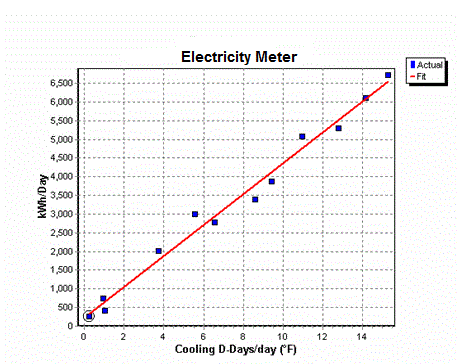 Electricity Meter
Actual
Fit
6,500
6,000
5,500
5,000
4,500
4,000
3,500
3,000
2,500
2,000
1,500
1,000
500
0
kWh/Day
0 2 4 6 8 10 12 14
Cooling D-Days/day (°F)